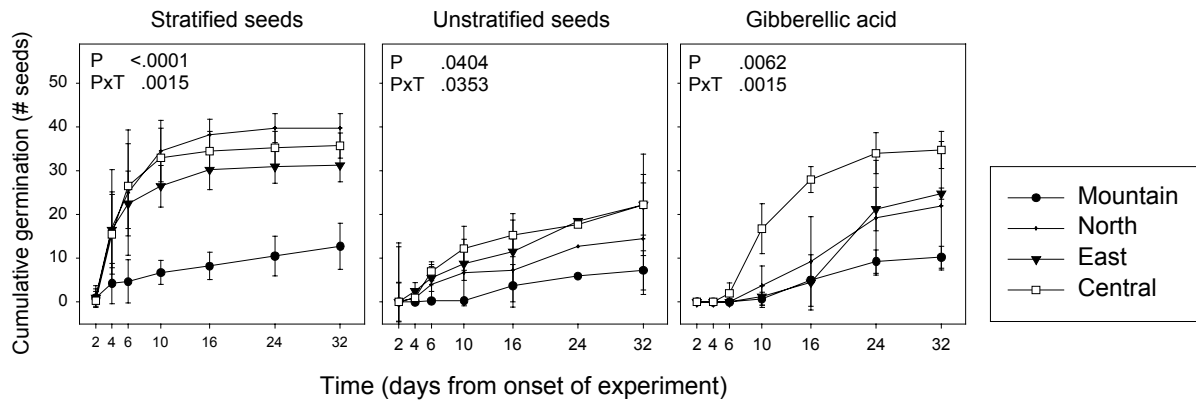 Stratified seeds
Unstratified seeds
Gibberellic acid
P <.0001
PxT .0015
P .0404
PxT .0353
P .0062
PxT .0015
Cumulative germination (# seeds)
50
40
30
20
10
0
2 4 6 10 16 24 32
2 4 6 10 16 24 32
2 4 6 10 16 24 32
Time (days from onset of experiment)
Mountain
North
East
Central